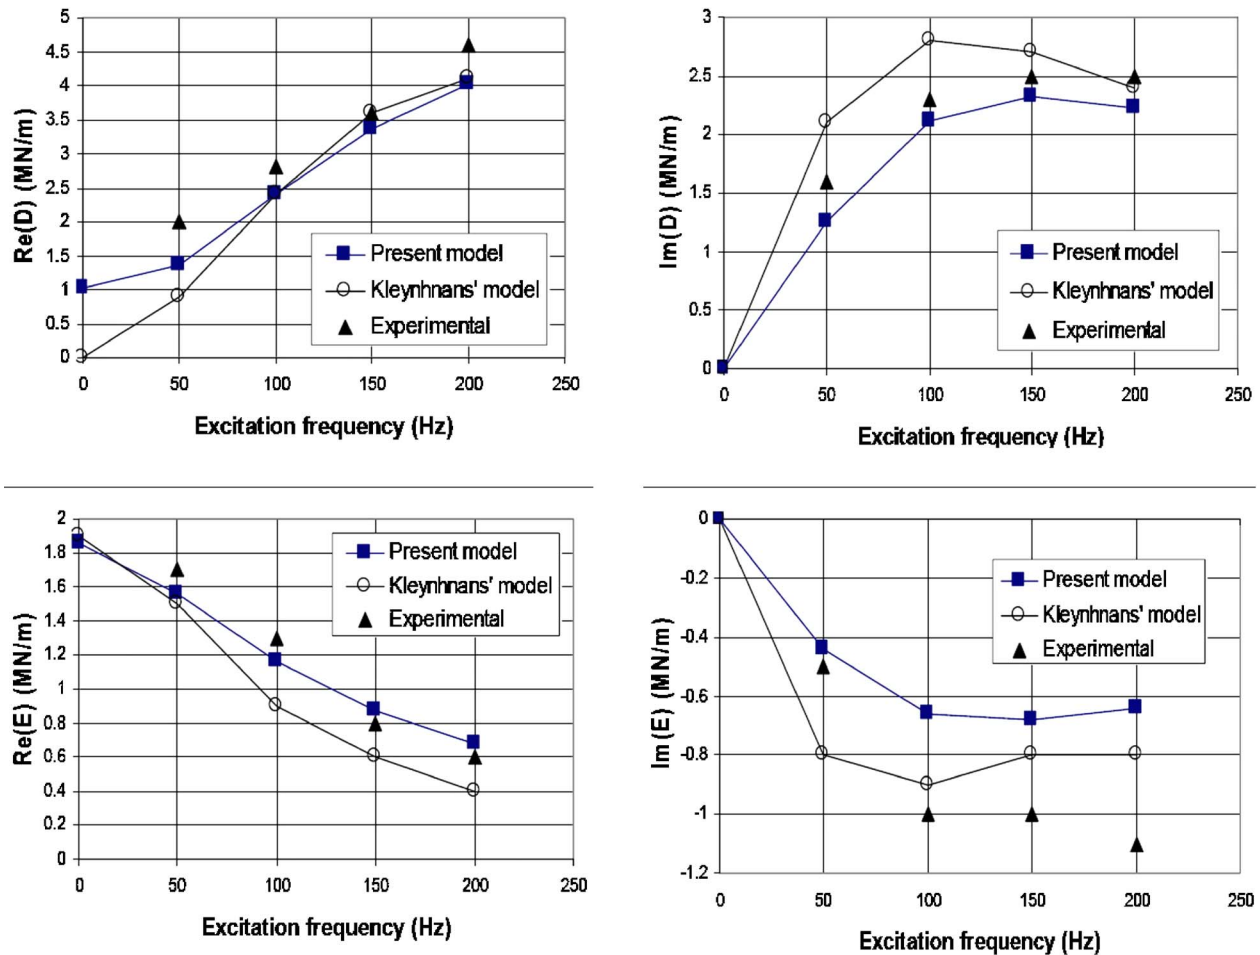 5
4.5
4
3.5
3
2.5
2
1.5
1
0.5
0
Re(D) (MN/m)
Present model
Kleynhnans' model
Experimental
0 50 100 150 200 250
Excitation frequency (Hz)
3
2.5
2
1.5
1
0.5
0
Im(D) (MN/m)
Present model
Kleynhnans' model
Experimental
0 50 100 150 200 250
Excitation frequency (Hz)
2
1.8
1.6
1.4
1.2
1
0.8
0.6
0.4
0.2
0
Re(E) (MN/m)
Present model
Kleynhnans' model
Experimental
0 50 100 150 200 250
Excitation frequency (Hz)
0
-0.2
-0.4
-0.6
-0.8
-1
-1.2
Im(E) (MN/m)
Present model
Kleynhnans' model
Experimental
0 50 100 150 200 250
Excitation frequency (Hz)